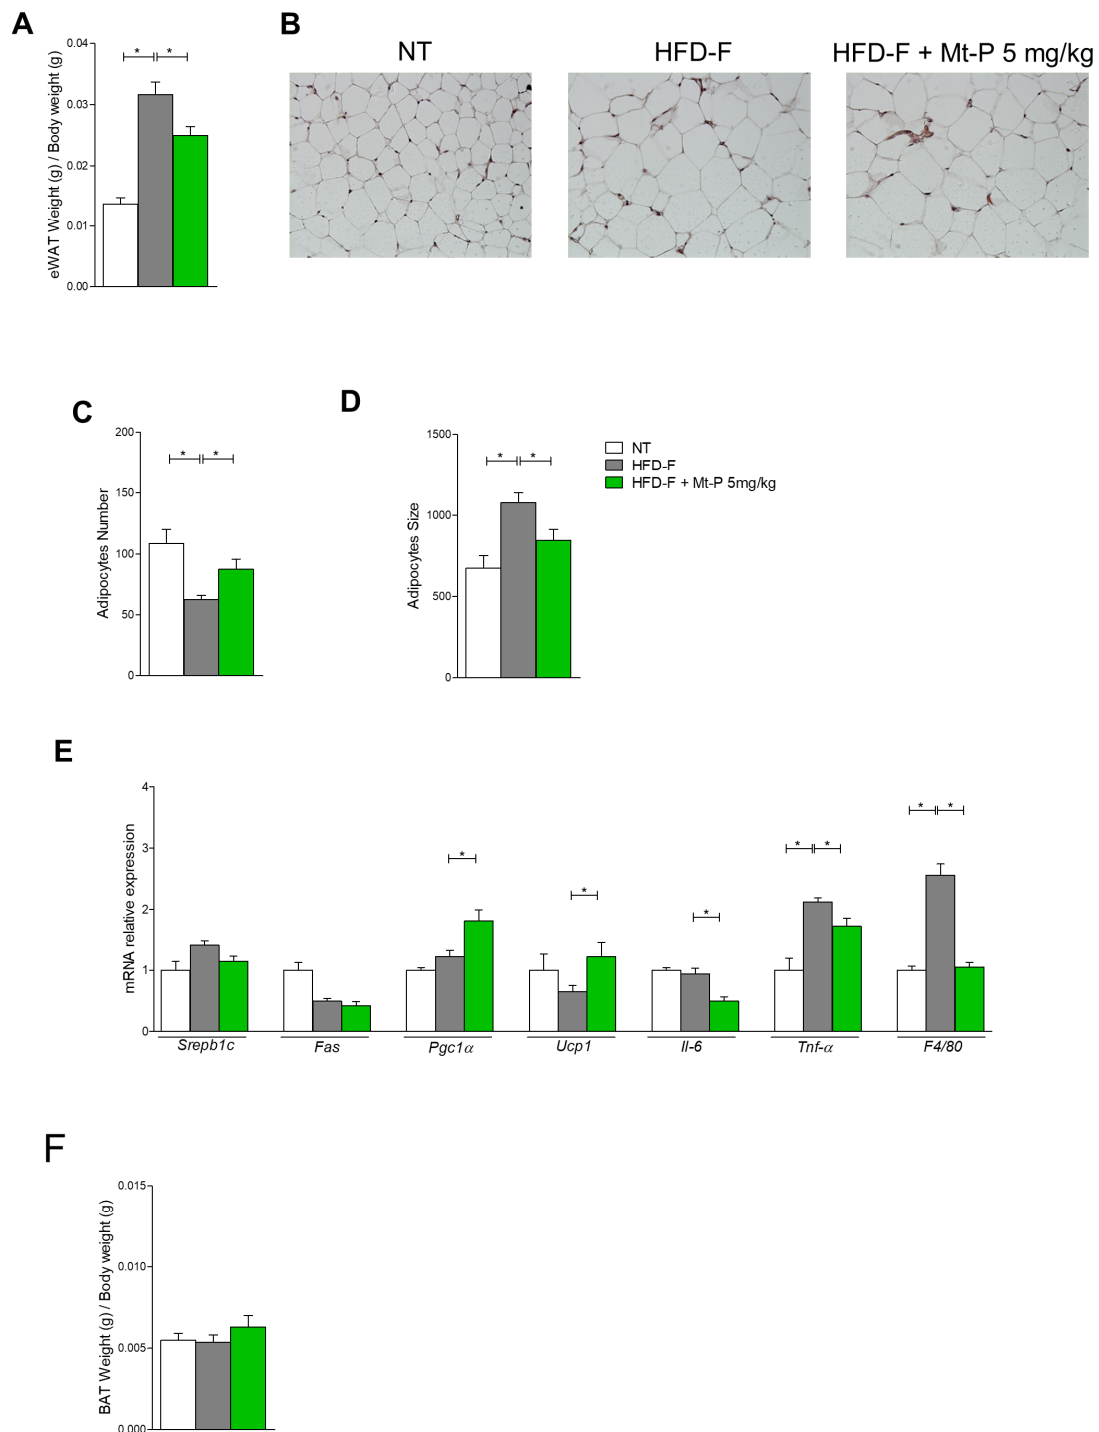 A
B
NT
HFD-F
HFD-F + Mt-P 5 mg/kg
eWAT Weight (g) / Body weight (g)
0.04
0.03
0.02
0.01
0.00
* *
C
D
Adipocytes Number
200
150
100
50
0
* *
Adipocytes Size
1500
1000
500
0
* *
NT
HFD-F
HFD-F + Mt-P 5mg/kg
E
mRNA relative expression
4
3
2
1
0
*
*
*
* *
* *
Srepb1c
Fas
Pgc1α
Ucp1
Il-6
Tnf-α
F4/80
F
BAT Weight (g) / Body weight (g)
0.015
0.010
0.005
0.000